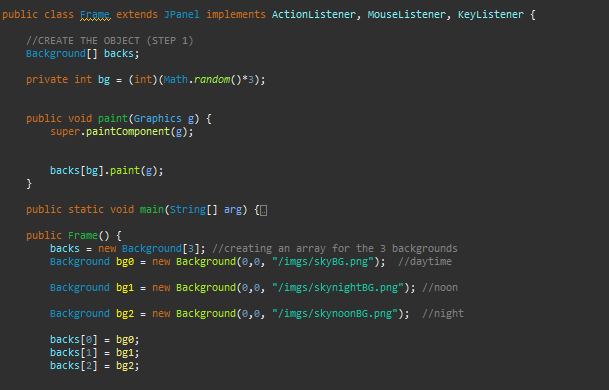 public class Frame extends JPanel implements ActionListener, MouseListener, KeyListener {
//CREATE THE OBJECT (STEP 1)
Background[] backs;
private int bg = (int)(Math.random()*3);
public void paint(Graphics g) {
super.paintComponent(g);
backs[bg].paint(g);
}
public static void main(String[] arg) {
public Frame() {
backs = new Background[3]; //creating an array for the 3 backgrounds
Background bg0 = new Background(0,0, "/imgs/skyBG.png");  //daytime
Background bg1 = new Background(0,0, "/imgs/skynightBG.png"); //noon
Background bg2 = new Background(0,0, "/imgs/skynoonBG.png");  //night
backs[0] = bg0;
backs[1] = bg1;
backs[2] = bg2;